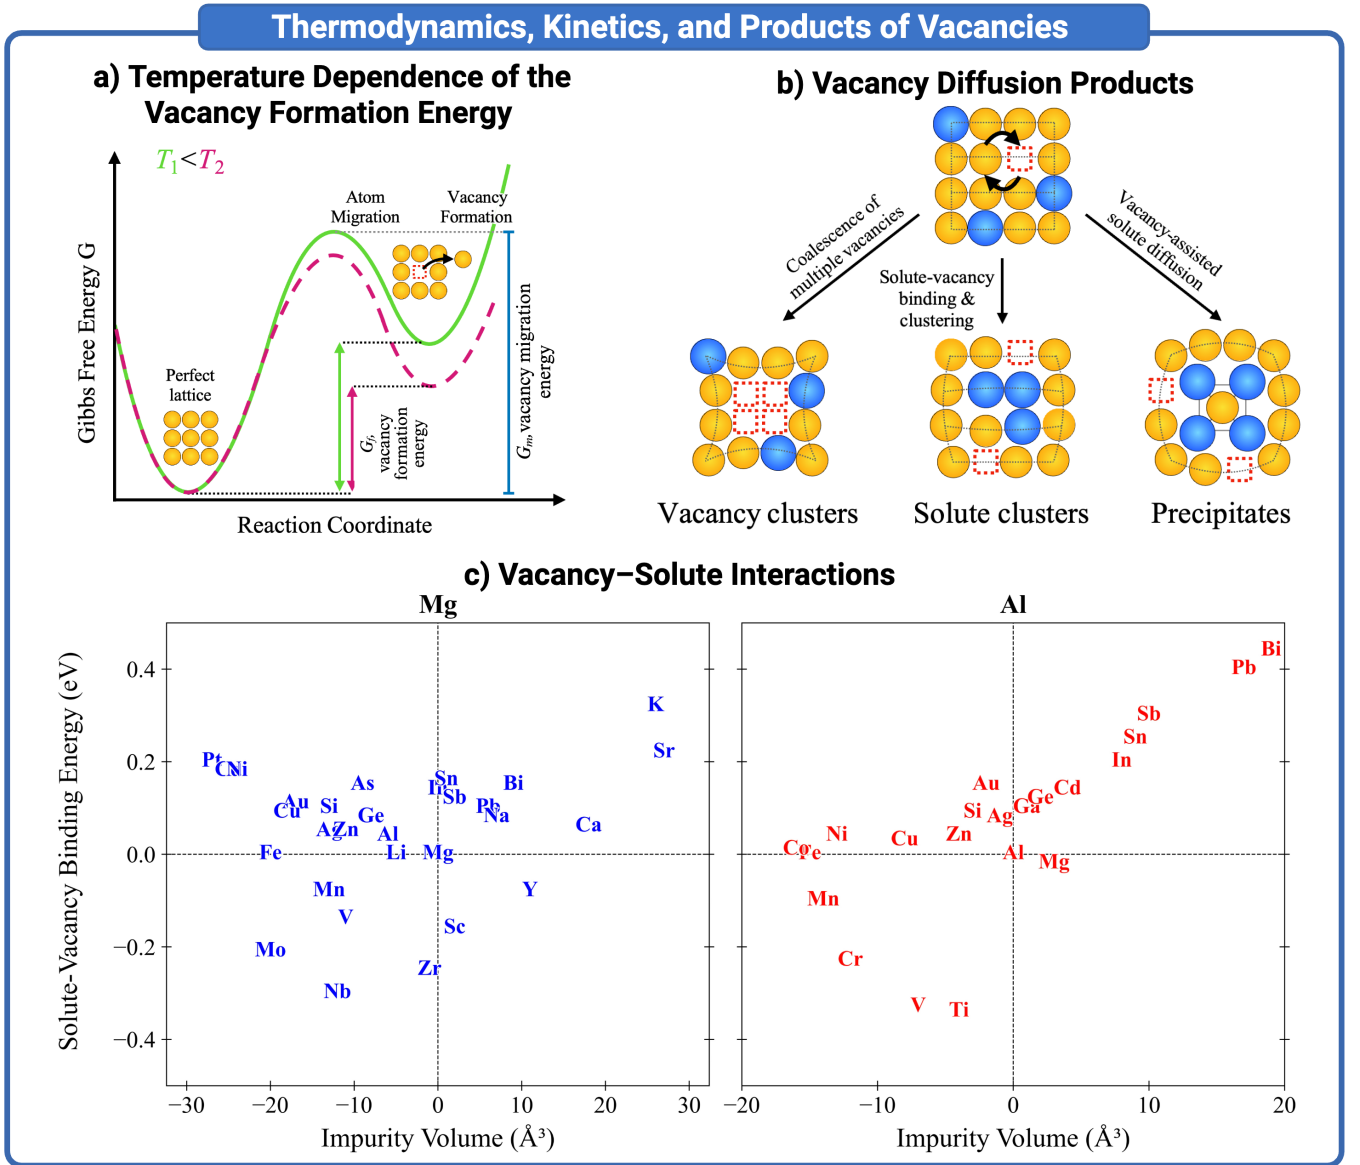 Thermodynamics, Kinetics, and Products of Vacancies
a) Temperature Dependence of the
Vacancy Formation Energy
T₁<T₂
Gibbs Free Energy G
Atom
Migration
Vacancy
Formation
Perfect
lattice
Gf, vacancy
formation
energy
Gm, vacancy migration
energy
Reaction Coordinate
b) Vacancy Diffusion Products
Coalescence of
multiple vacancies
Solute-vacancy
binding &
clustering
Vacancy-assisted
solute diffusion
Vacancy clusters
Solute clusters
Precipitates
c) Vacancy–Solute Interactions
Mg
Solute-Vacancy Binding Energy (eV)
0.4
0.2
0.0
−0.2
−0.4
K
Sr
Pt
Ni
As
Sn
Bi
Sb
Au
Cu
Si
Ge
Na
Zn
Al
Ca
Fe
Li
Mg
Mn
Y
V
Sc
Mo
Zr
Nb
−30
−20
−10
0
10
20
30
Impurity Volume (Å³)
Al
Bi
Pb
Sb
Sn
In
Au
Cd
Ge
Ga
Si
Ag
Ni
Cu
Zn
Co
Fe
Al
Mg
Mn
Cr
V
Ti
−20
−10
0
10
20
Impurity Volume (Å³)